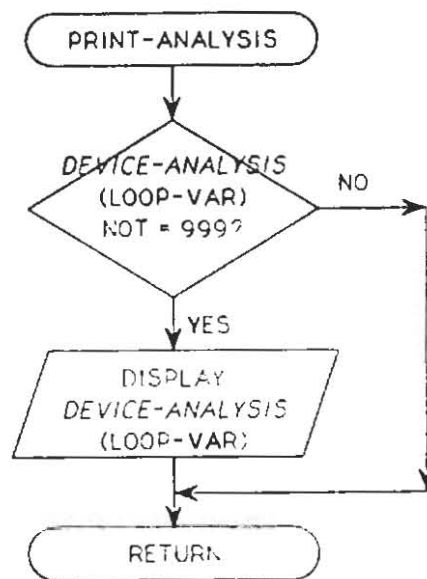 PRINT-ANALYSIS
DEVICE-ANALYSIS
(LOOP-VAR)
NOT = 999?
NO
YES
DISPLAY
DEVICE-ANALYSIS
(LOOP-VAR)
RETURN